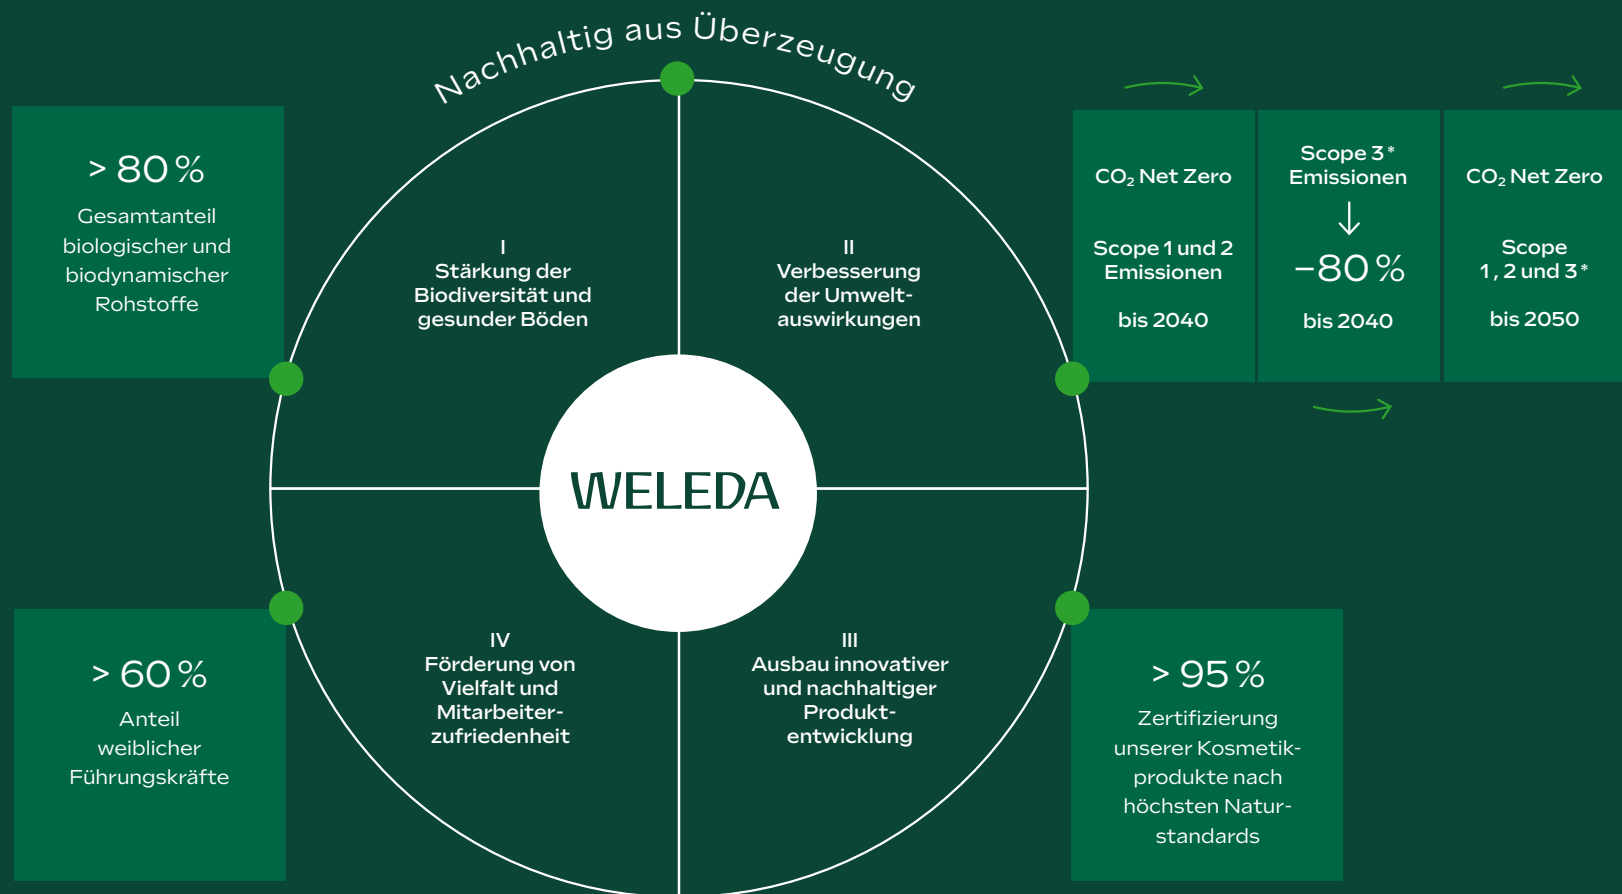 Nachhaltig aus Überzeugung
> 80 %
Gesamtanteil
biologischer und
biodynamischer
Rohstoffe
I
Stärkung der
Biodiversität und
gesunder Böden
II
Verbesserung
der Umwelt-
auswirkungen
CO₂ Net Zero
Scope 1 und 2
Emissionen
bis 2040
Scope 3*
Emissionen
−80 %
bis 2040
CO₂ Net Zero
Scope
1, 2 und 3*
bis 2050
WELEDA
> 60 %
Anteil
weiblicher
Führungskräfte
IV
Förderung von
Vielfalt und
Mitarbeiter-
zufriedenheit
III
Ausbau innovativer
und nachhaltiger
Produkt-
entwicklung
> 95 %
Zertifizierung
unserer Kosmetik-
produkte nach
höchsten Natur-
standards